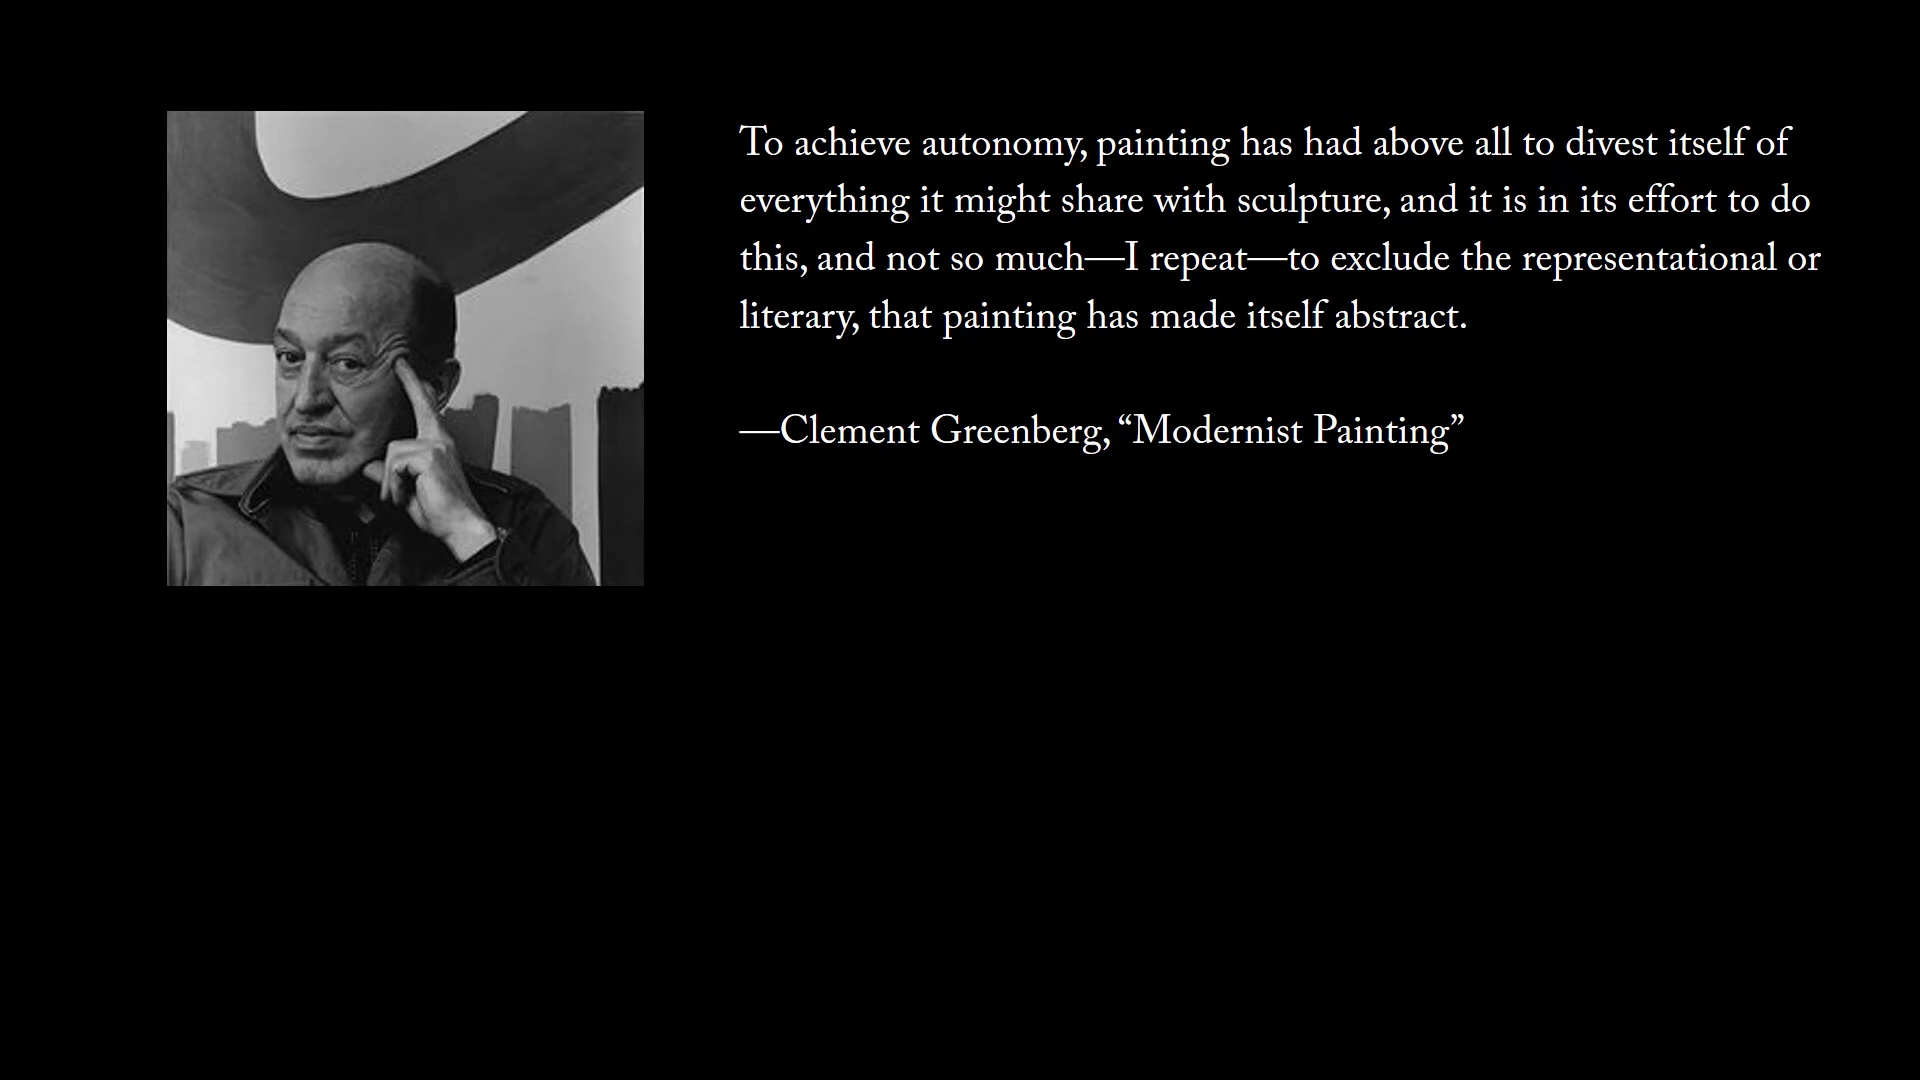 To achieve autonomy, painting has had above all to divest itself of
everything it might share with sculpture, and it is in its effort to do
this, and not so much—I repeat—to exclude the representational or
literary, that painting has made itself abstract.
—Clement Greenberg, “Modernist Painting”